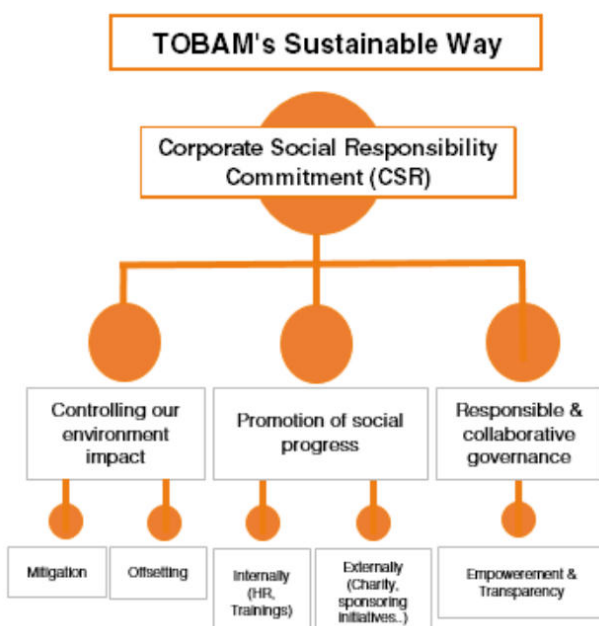 TOBAM's Sustainable Way
Corporate Social Responsibility
Commitment (CSR)
Controlling our
environment
impact
Promotion of social
progress
Responsible &
collaborative
governance
Mitigation
Offsetting
Internally
(HR,
Trainings)
Externally
(Charity,
sponsoring
initiatives..)
Empowerement &
Transparency